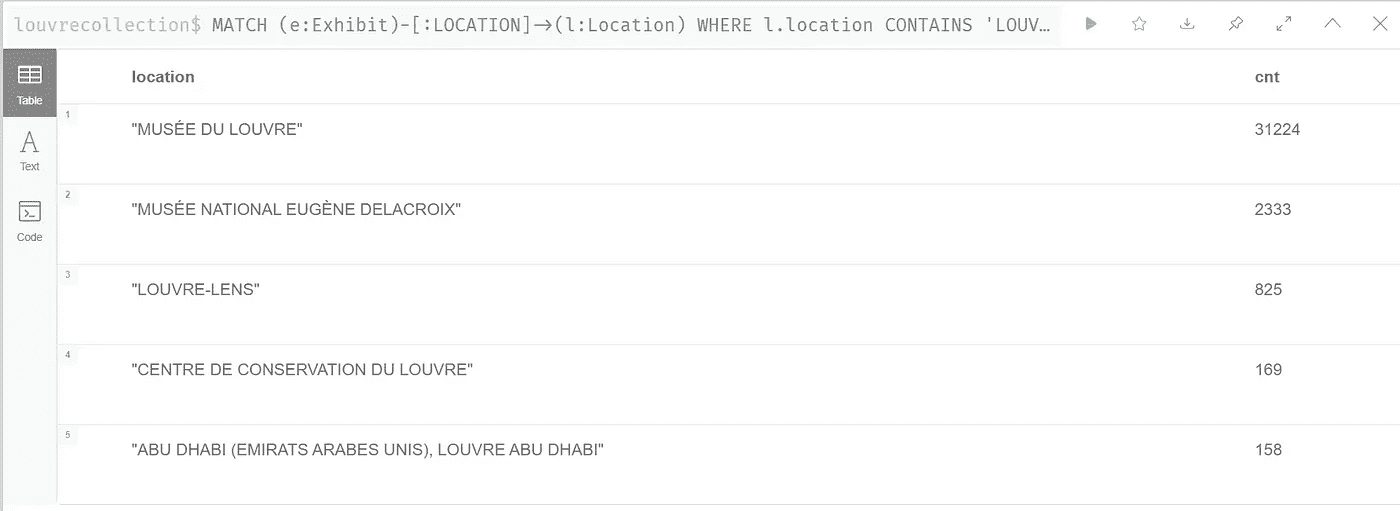 louvrecollection$ MATCH (e:Exhibit)-[:LOCATION]→(l:Location) WHERE l.location CONTAINS 'LOUV…
Table
Text
Code
location cnt
1 "MUSÉE DU LOUVRE" 31224
2 "MUSÉE NATIONAL EUGÈNE DELACROIX" 2333
3 "LOUVRE-LENS" 825
4 "CENTRE DE CONSERVATION DU LOUVRE" 169
5 "ABU DHABI (EMIRATS ARABES UNIS), LOUVRE ABU DHABI" 158